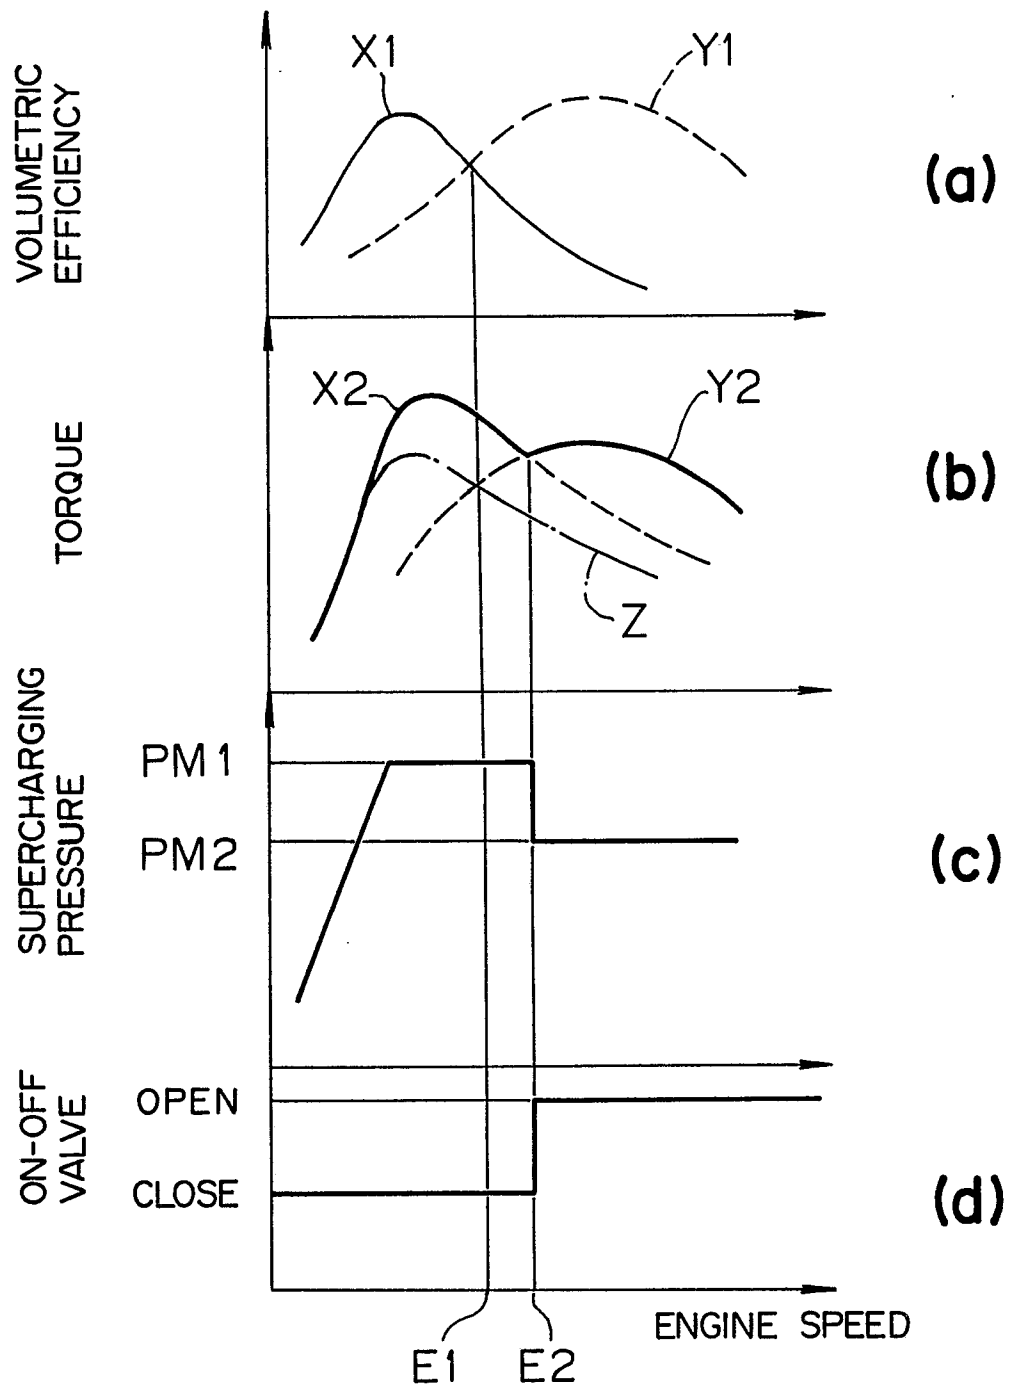 X1
Y1
VOLUMETRIC
EFFICIENCY
(a)
X2
Y2
TORQUE
(b)
Z
SUPERCHARGING
PRESSURE
PM1
PM2
(c)
ON-OFF
VALVE
OPEN
CLOSE
(d)
ENGINE SPEED
E1
E2